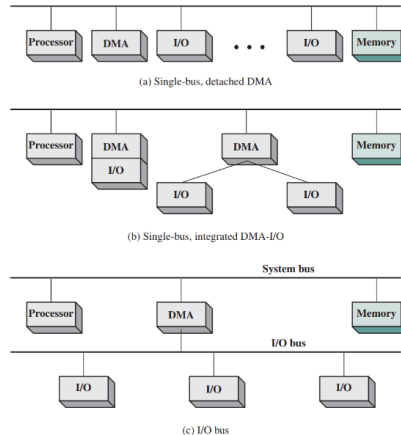 Processor DMA I/O • • • I/O Memory
(a) Single-bus, detached DMA
Processor DMA DMA Memory
I/O
I/O I/O
(b) Single-bus, integrated DMA-I/O
System bus
Processor DMA Memory
I/O bus
I/O I/O I/O
(c) I/O bus